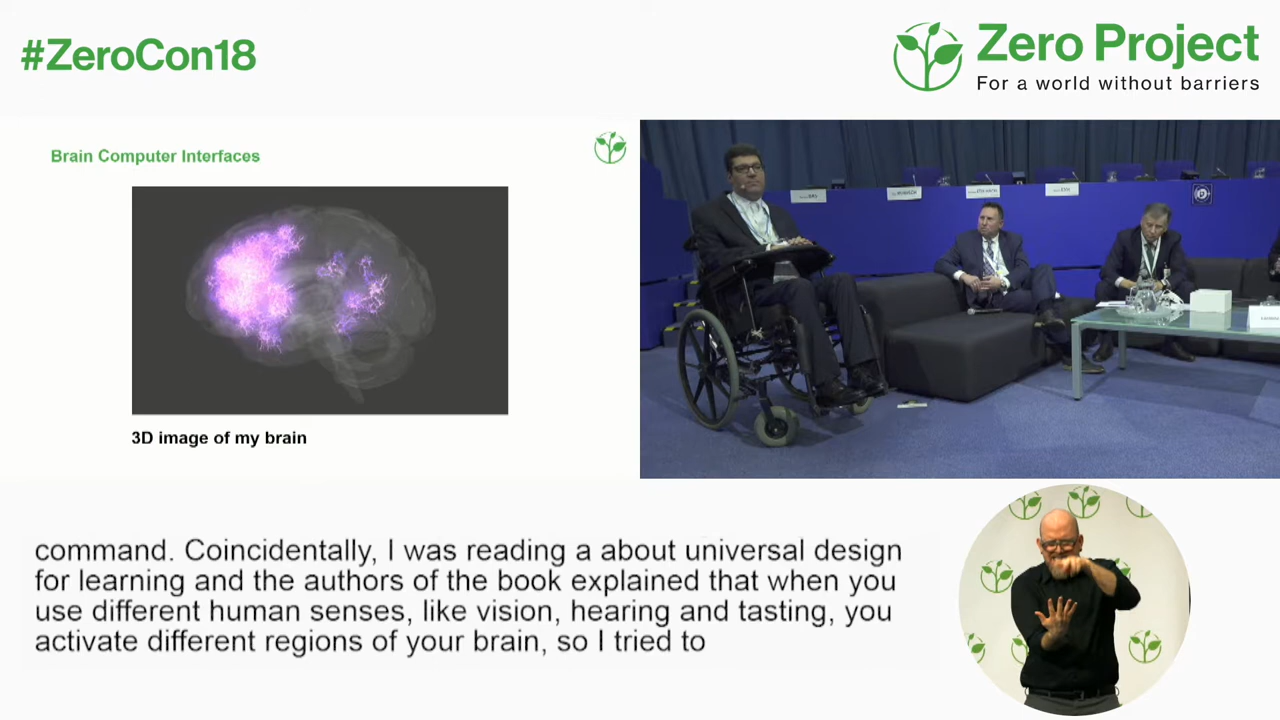 #ZeroCon18
Zero Project
For a world without barriers
Brain Computer Interfaces
3D image of my brain
command. Coincidentally, I was reading a about universal design
for learning and the authors of the book explained that when you
use different human senses, like vision, hearing and tasting, you
activate different regions of your brain, so I tried to